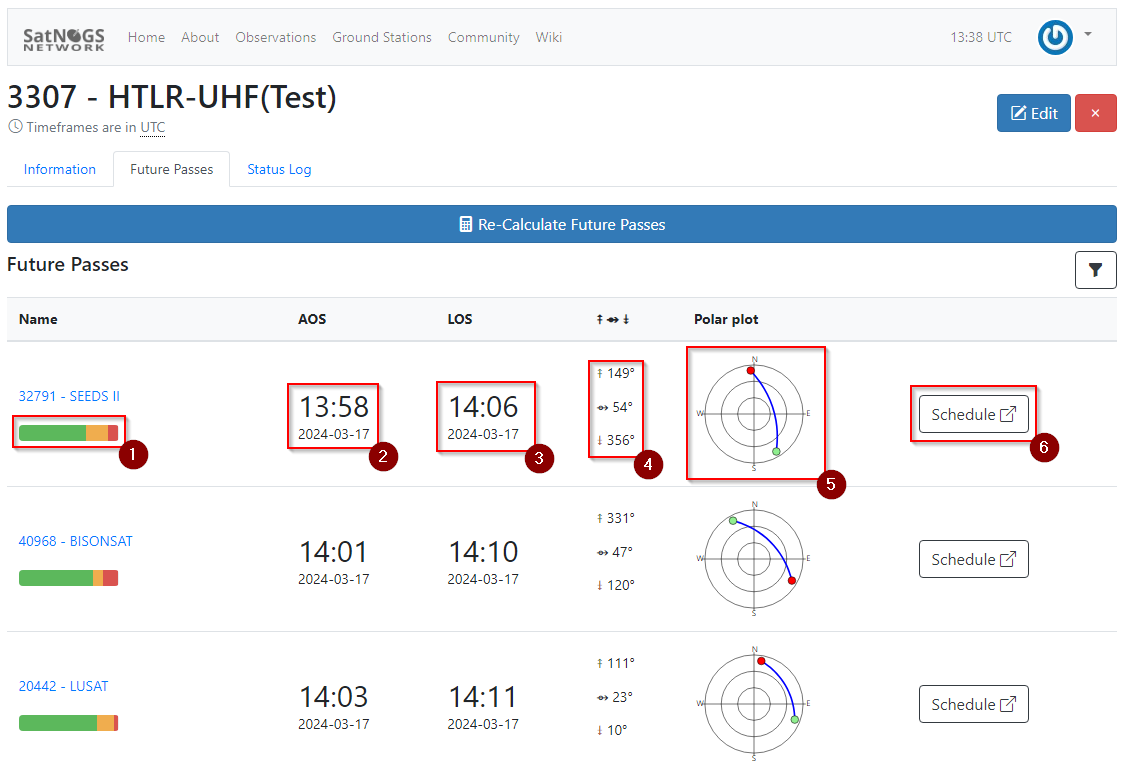 SatNOGS
NETWORK
Home About Observations Ground Stations Community Wiki
13:38 UTC
3307 - HTLR-UHF(Test)
Timeframes are in UTC
Edit ×
Information Future Passes Status Log
Re-Calculate Future Passes
Future Passes
Name AOS LOS Polar plot
32791 - SEEDS II
13:58
2024-03-17
14:06
2024-03-17
149°
54°
356°
N
W E
S
Schedule
1
2
3
4
5
6
40968 - BISONSAT
14:01
2024-03-17
14:10
2024-03-17
331°
47°
120°
N
W E
S
Schedule
20442 - LUSAT
14:03
2024-03-17
14:11
2024-03-17
111°
23°
10°
N
W E
S
Schedule